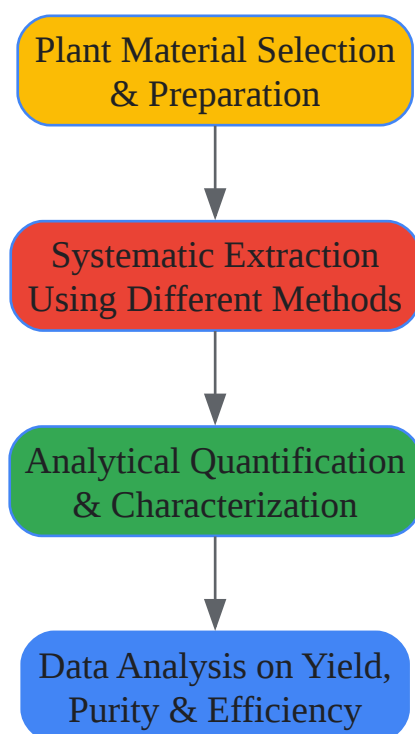 Plant Material Selection
& Preparation
Systematic Extraction
Using Different Methods
Analytical Quantification
& Characterization
Data Analysis on Yield,
Purity & Efficiency